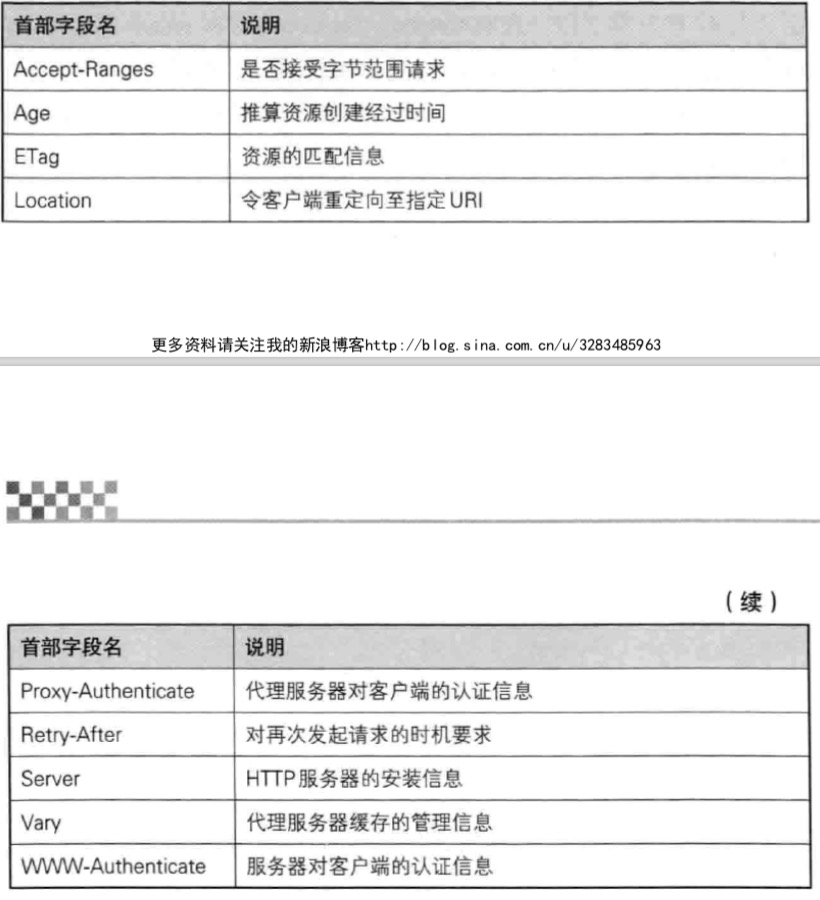 首部字段名 说明
Accept-Ranges 是否接受字节范围请求
Age 推算资源创建经过时间
ETag 资源的匹配信息
Location 令客户端重定向至指定URI
更多资料请关注我的新浪博客http://blog.sina.com.cn/u/3283485963
（续）
首部字段名 说明
Proxy-Authenticate 代理服务器对客户端的认证信息
Retry-After 对再次发起请求的时机要求
Server HTTP服务器的安装信息
Vary 代理服务器缓存的管理信息
WWW-Authenticate 服务器对客户端的认证信息